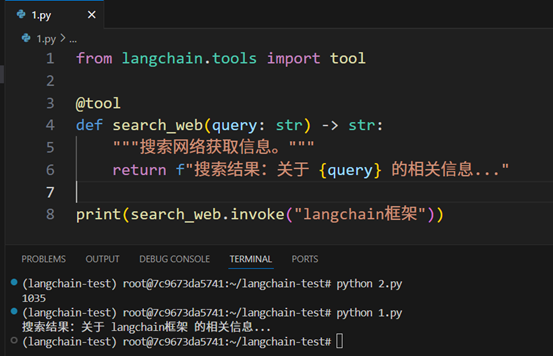 1.py
1.py > ...
1 from langchain.tools import tool
2
3 @tool
4 def search_web(query: str) -> str:
5 """搜索网络获取信息。"""
6 return f"搜索结果：关于 {query} 的相关信息..."
7
8 print(search_web.invoke("langchain框架"))
PROBLEMS OUTPUT DEBUG CONSOLE TERMINAL PORTS
(langchain-test) root@7c9673da5741:~/langchain-test# python 2.py
1035
(langchain-test) root@7c9673da5741:~/langchain-test# python 1.py
搜索结果：关于 langchain框架 的相关信息...
(langchain-test) root@7c9673da5741:~/langchain-test#